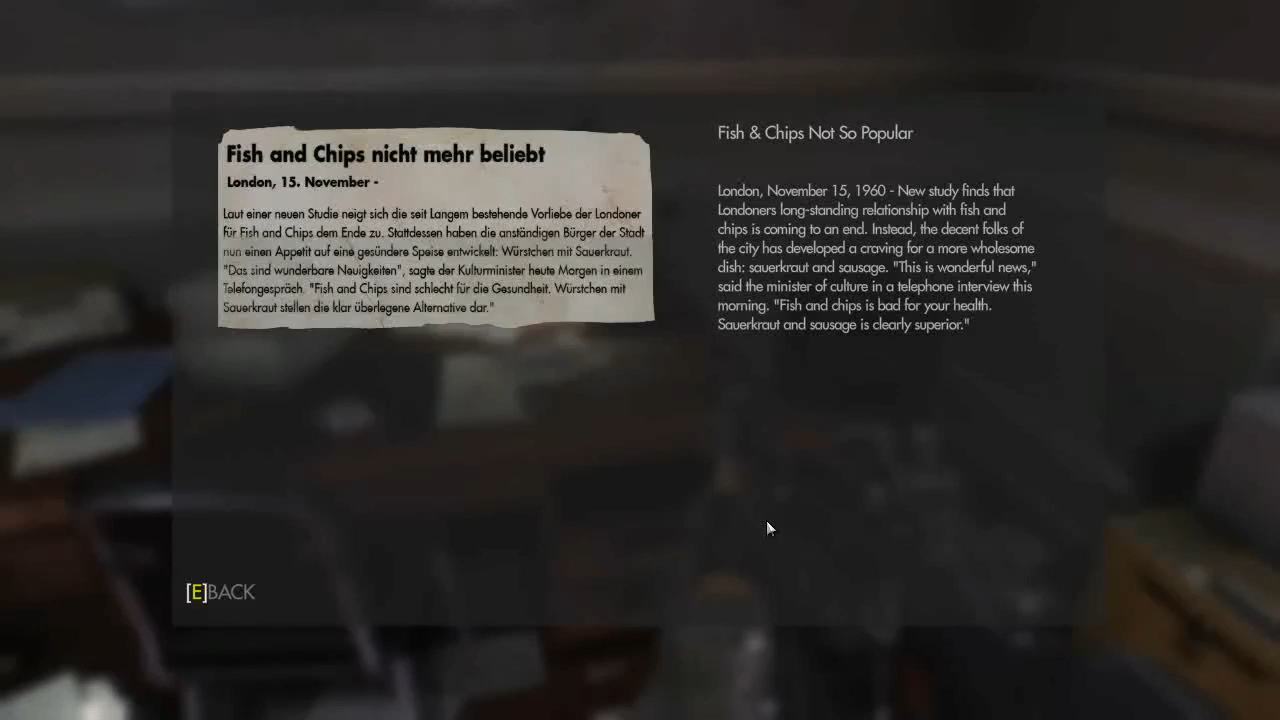 Fish and Chips nicht mehr beliebt
London, 15. November -
Laut einer neuen Studie neigt sich die seit Langem bestehende Vorliebe der Londoner
für Fish and Chips dem Ende zu. Stattdessen haben die anständigen Bürger der Stadt
nun einen Appetit auf eine gesündere Speise entwickelt: Würstchen mit Sauerkraut.
"Das sind wunderbare Neuigkeiten", sagte der Kulturminister heute Morgen in einem
Telefongespräch. "Fish and Chips sind schlecht für die Gesundheit. Würstchen mit
Sauerkraut stellen die klar überlegene Alternative dar."
Fish & Chips Not So Popular
London, November 15, 1960 - New study finds that
Londoners long-standing relationship with fish and
chips is coming to an end. Instead, the decent folks of
the city has developed a craving for a more wholesome
dish: sauerkraut and sausage. "This is wonderful news,"
said the minister of culture in a telephone interview this
morning. "Fish and chips is bad for your health.
Sauerkraut and sausage is clearly superior."
[E]BACK